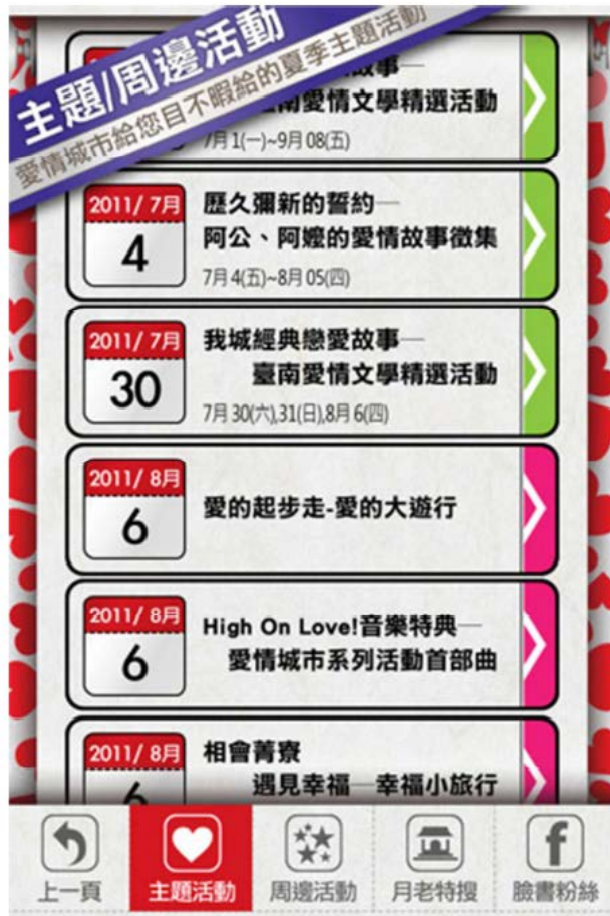 主題/周邊活動
愛情城市給您目不暇給的夏季主題活動
故事—
臺南愛情文學精選活動
7月 1(一)~9月 08(五)
2011/ 7月
4
歷久彌新的誓約—
阿公、阿嬤的愛情故事徵集
7月 4(五)~8月 05(四)
2011/ 7月
30
我城經典戀愛故事—
臺南愛情文學精選活動
7月 30(六),31(日),8月 6(四)
2011/ 8月
6
愛的起步走-愛的大遊行
2011/ 8月
6
High On Love!音樂特典—
愛情城市系列活動首部曲
2011/ 8月
6
相會菁寮
遇見幸福—幸福小旅行
上一頁
主題活動
周邊活動
月老特搜
f
臉書粉絲